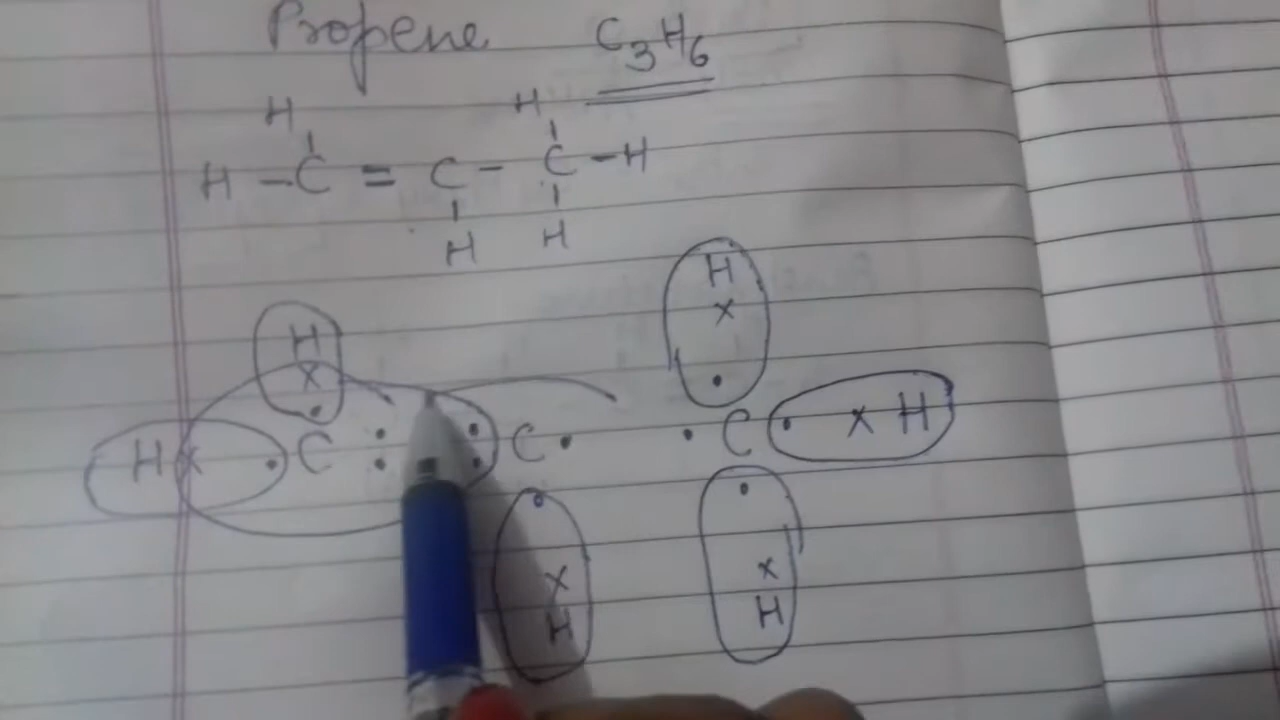 Propene C3H6
H H
H - C = C - C - H
H H
H
H x
x .
H x . C : : C . . C . x H
. .
x x
H H